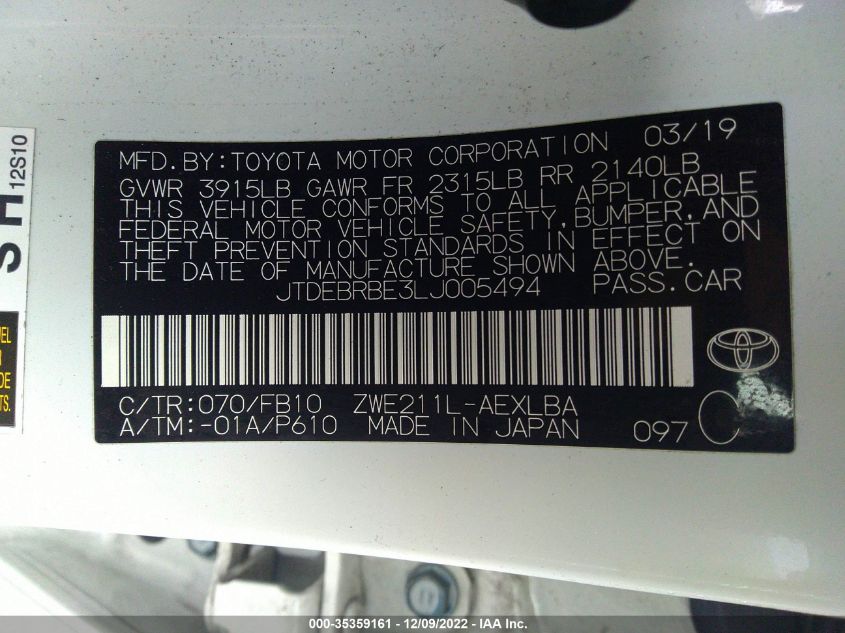 MFD.BY:TOYOTA MOTOR CORPORATION 03/19
GVWR 3915LB GAWR FR 2315LB RR 2140LB
THIS VEHICLE CONFORMS TO ALL APPLICABLE
FEDERAL MOTOR VEHICLE SAFETY,BUMPER,AND
THEFT PREVENTION STANDARDS IN EFFECT ON
THE DATE OF MANUFACTURE SHOWN ABOVE.
JTDEBRBE3LJ005494 PASS.CAR
C/TR:070/FB10 ZWE211L-AEXLBA
A/TM:-01A/P610 MADE IN JAPAN 097
12S10
000-35359161 - 12/09/2022 - IAA Inc.